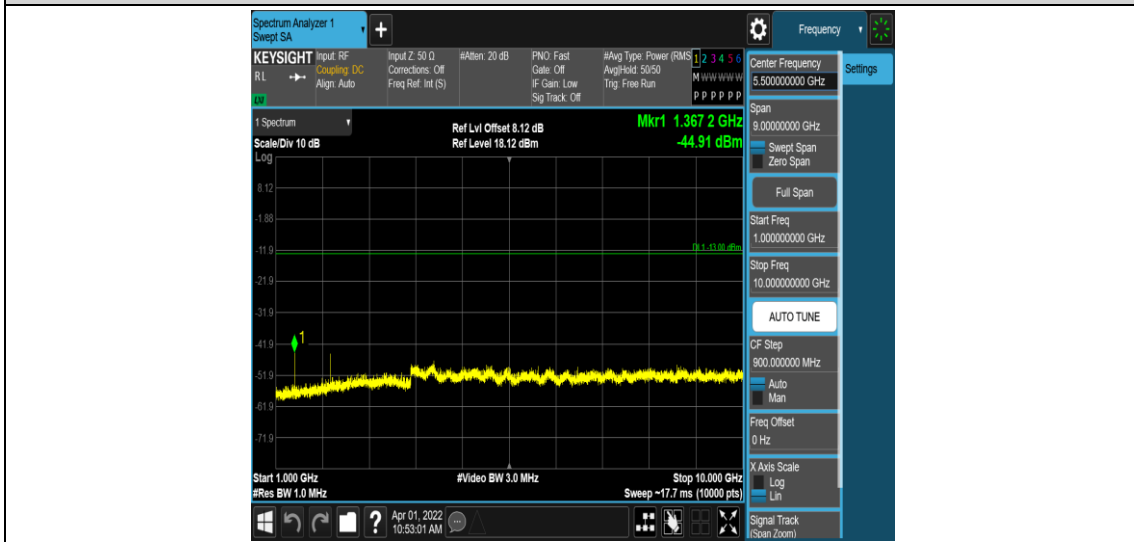 Spectrum Analyzer 1
Swept SA
+
Frequency
KEYSIGHT
RL
LXI
Input: RF
Coupling: DC
Align: Auto
Input Z: 50 Ω
Corrections: Off
Freq Ref: Int (S)
#Atten: 20 dB
PNO: Fast
Gate: Off
IF Gain: Low
Sig Track: Off
#Avg Type: Power (RMS
Avg|Hold: 50/50
Trig: Free Run
1 2 3 4 5 6
M W W W W W
P P P P P P
1 Spectrum
Scale/Div 10 dB
Log
Ref Lvl Offset 8.12 dB
Ref Level 18.12 dBm
Mkr1 1.367 2 GHz
-44.91 dBm
8.12
-1.88
-11.9
DL1 -13.00 dBm
-21.9
-31.9
-41.9
1
-51.9
-61.9
-71.9
Start 1.000 GHz
#Res BW 1.0 MHz
#Video BW 3.0 MHz
Stop 10.000 GHz
Sweep ~17.7 ms (10000 pts)
?
Apr 01, 2022
10:53:01 AM
Center Frequency
5.500000000 GHz
Settings
Span
9.00000000 GHz
Swept Span
Zero Span
Full Span
Start Freq
1.000000000 GHz
Stop Freq
10.000000000 GHz
AUTO TUNE
CF Step
900.000000 MHz
Auto
Man
Freq Offset
0 Hz
X Axis Scale
Log
Lin
Signal Track
(Span Zoom)